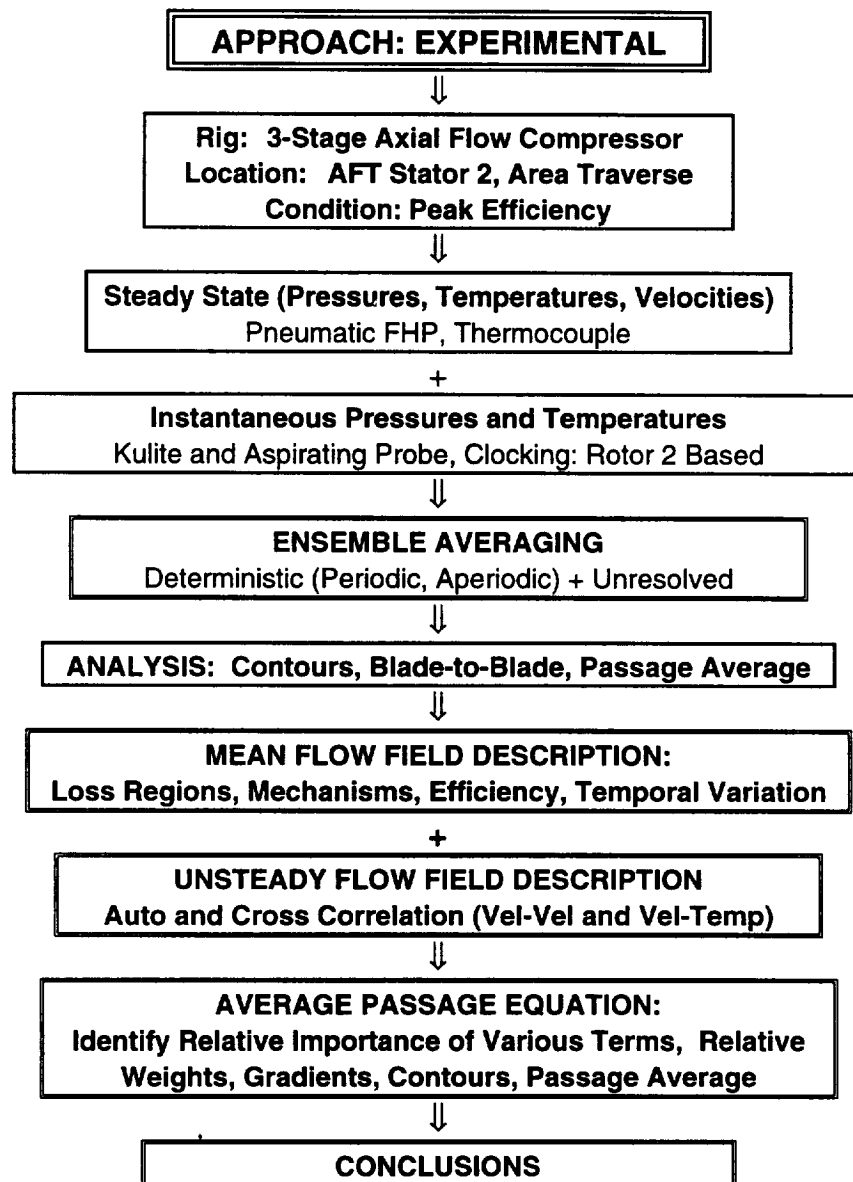 APPROACH: EXPERIMENTAL
⇓
Rig: 3-Stage Axial Flow Compressor
Location: AFT Stator 2, Area Traverse
Condition: Peak Efficiency
⇓
Steady State (Pressures, Temperatures, Velocities)
Pneumatic FHP, Thermocouple
+
Instantaneous Pressures and Temperatures
Kulite and Aspirating Probe, Clocking: Rotor 2 Based
⇓
ENSEMBLE AVERAGING
Deterministic (Periodic, Aperiodic) + Unresolved
⇓
ANALYSIS: Contours, Blade-to-Blade, Passage Average
⇓
MEAN FLOW FIELD DESCRIPTION:
Loss Regions, Mechanisms, Efficiency, Temporal Variation
+
UNSTEADY FLOW FIELD DESCRIPTION
Auto and Cross Correlation (Vel-Vel and Vel-Temp)
⇓
AVERAGE PASSAGE EQUATION:
Identify Relative Importance of Various Terms, Relative
Weights, Gradients, Contours, Passage Average
⇓
CONCLUSIONS